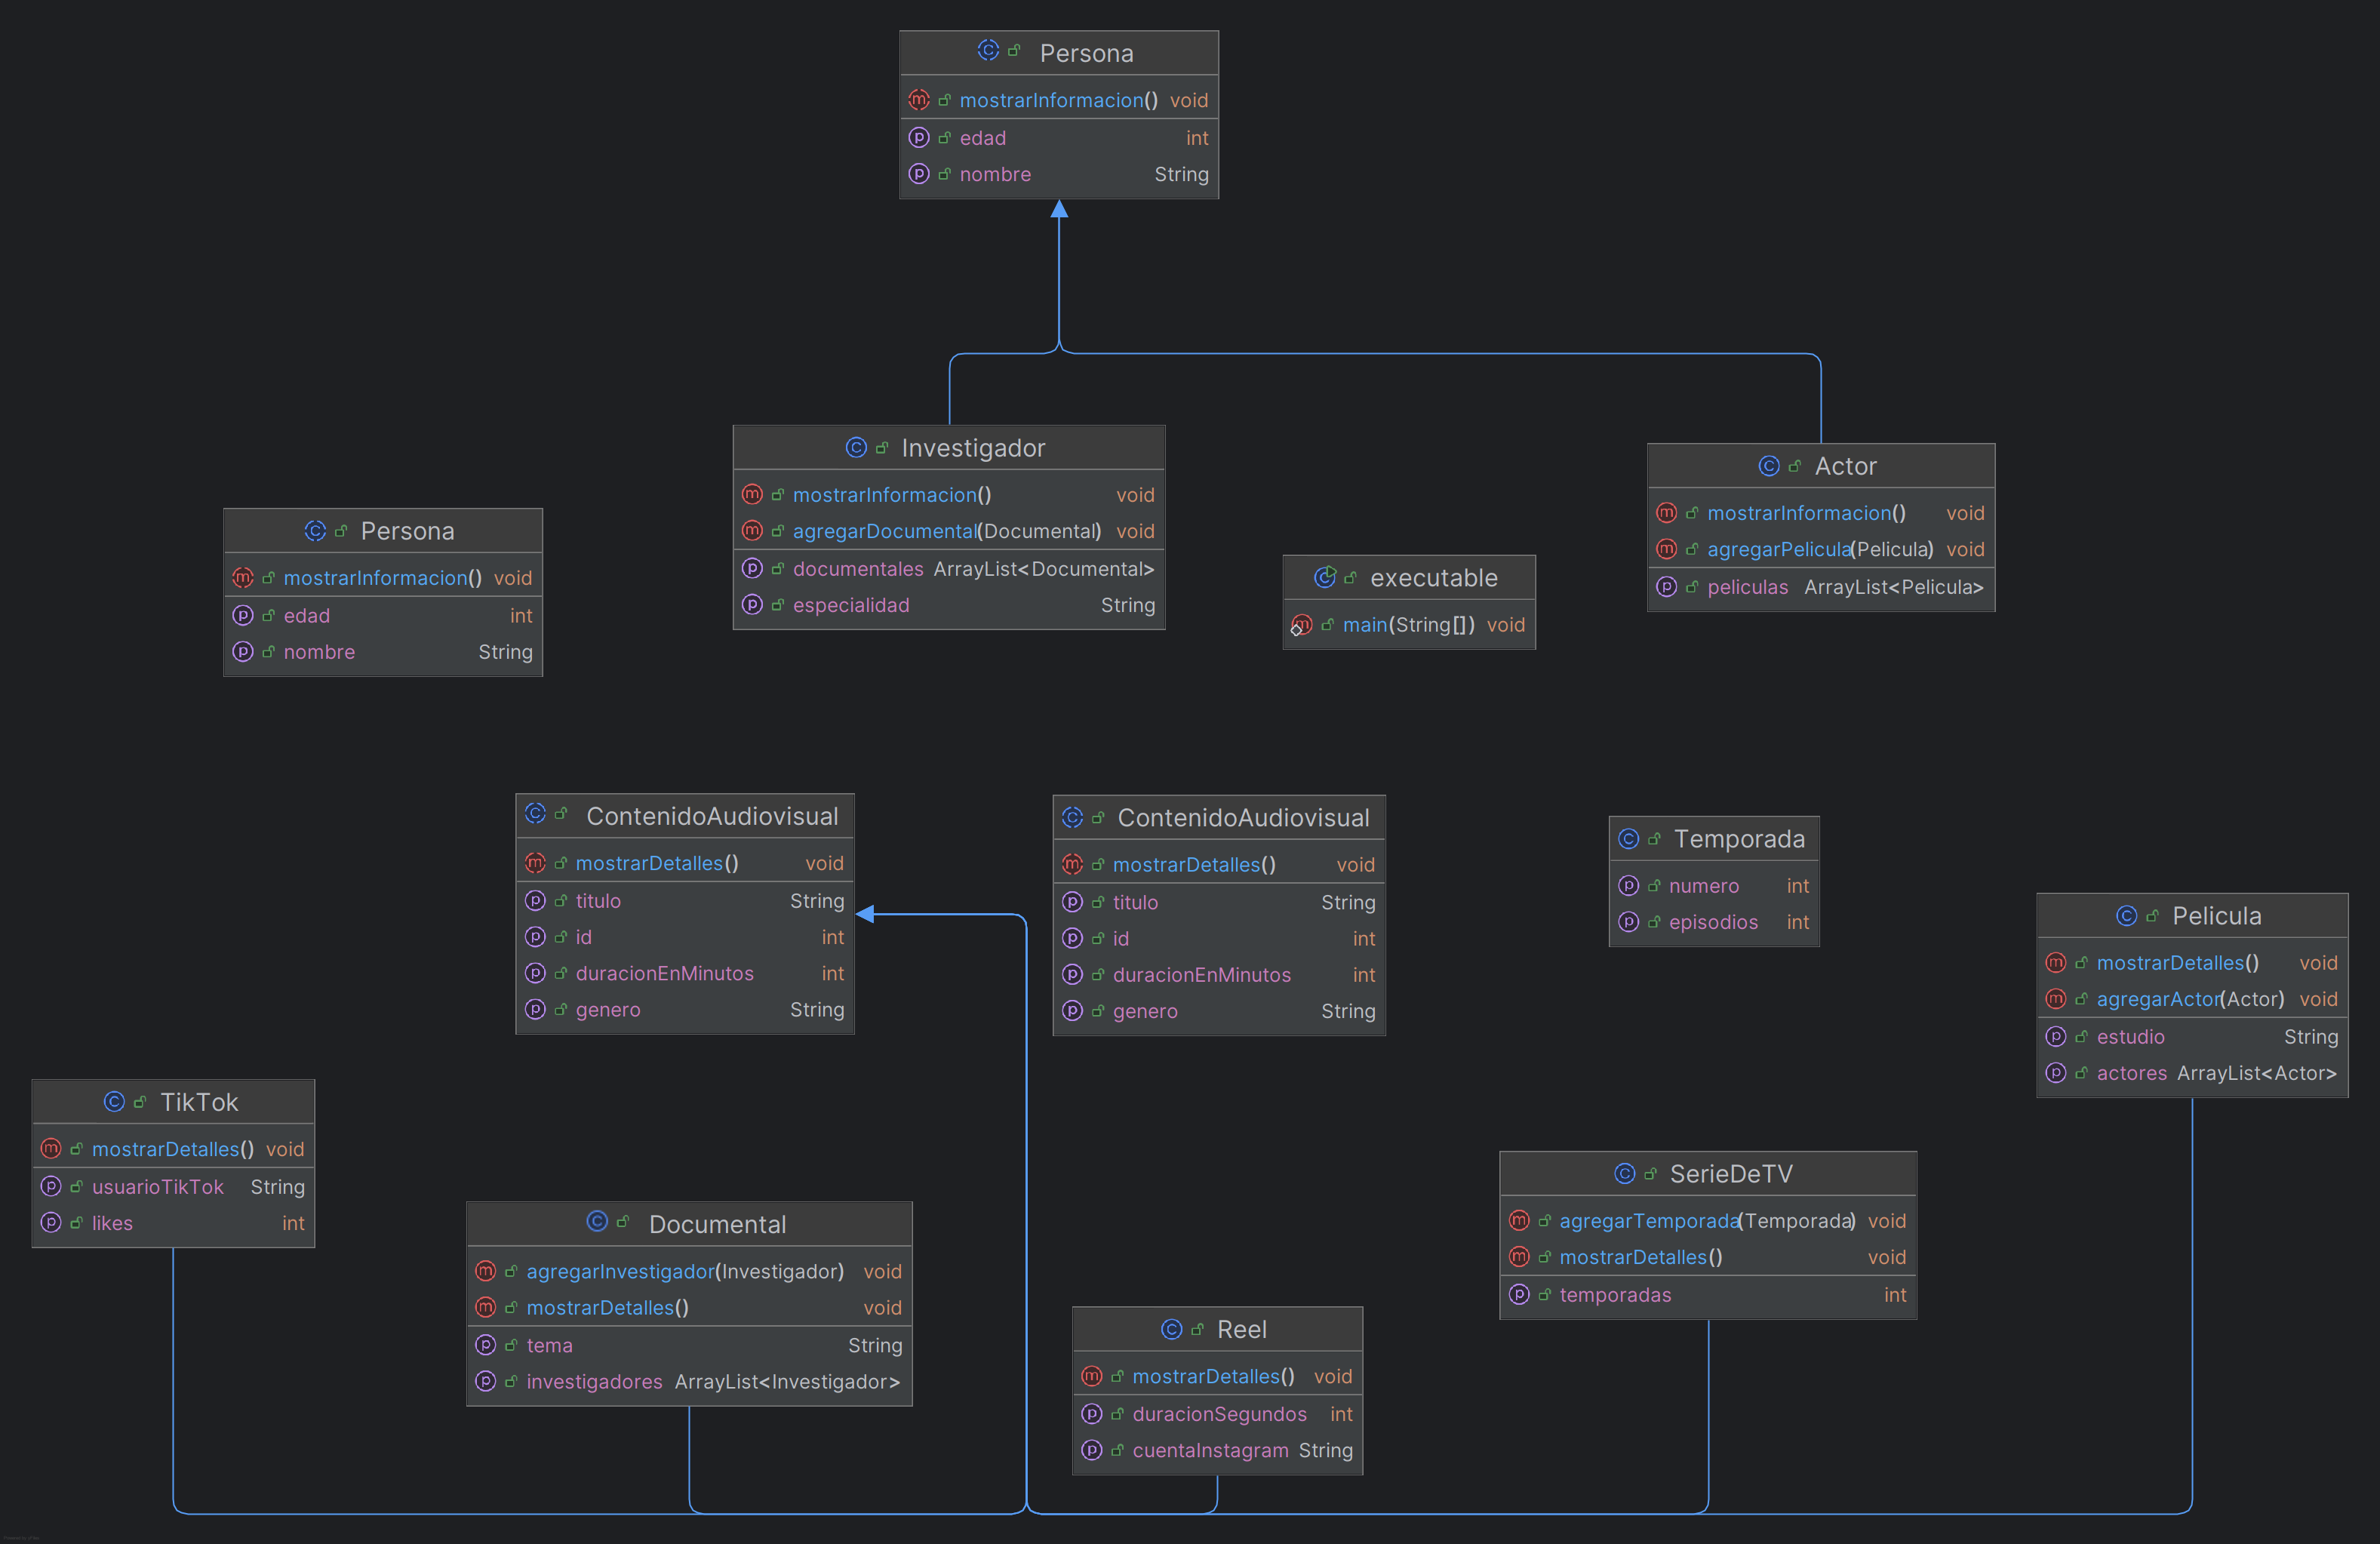 Persona
mostrarInformacion() void
edad int
nombre String
Investigador
mostrarInformacion() void
agregarDocumental(Documental) void
documentales ArrayList<Documental>
especialidad String
Actor
mostrarInformacion() void
agregarPelicula(Pelicula) void
peliculas ArrayList<Pelicula>
Persona
mostrarInformacion() void
edad int
nombre String
executable
main(String[]) void
ContenidoAudiovisual
mostrarDetalles() void
titulo String
id int
duracionEnMinutos int
genero String
ContenidoAudiovisual
mostrarDetalles() void
titulo String
id int
duracionEnMinutos int
genero String
Temporada
numero int
episodios int
Pelicula
mostrarDetalles() void
agregarActor(Actor) void
estudio String
actores ArrayList<Actor>
TikTok
mostrarDetalles() void
usuarioTikTok String
likes int
Documental
agregarInvestigador(Investigador) void
mostrarDetalles() void
tema String
investigadores ArrayList<Investigador>
SerieDeTV
agregarTemporada(Temporada) void
mostrarDetalles() void
temporadas int
Reel
mostrarDetalles() void
duracionSegundos int
cuentaInstagram String